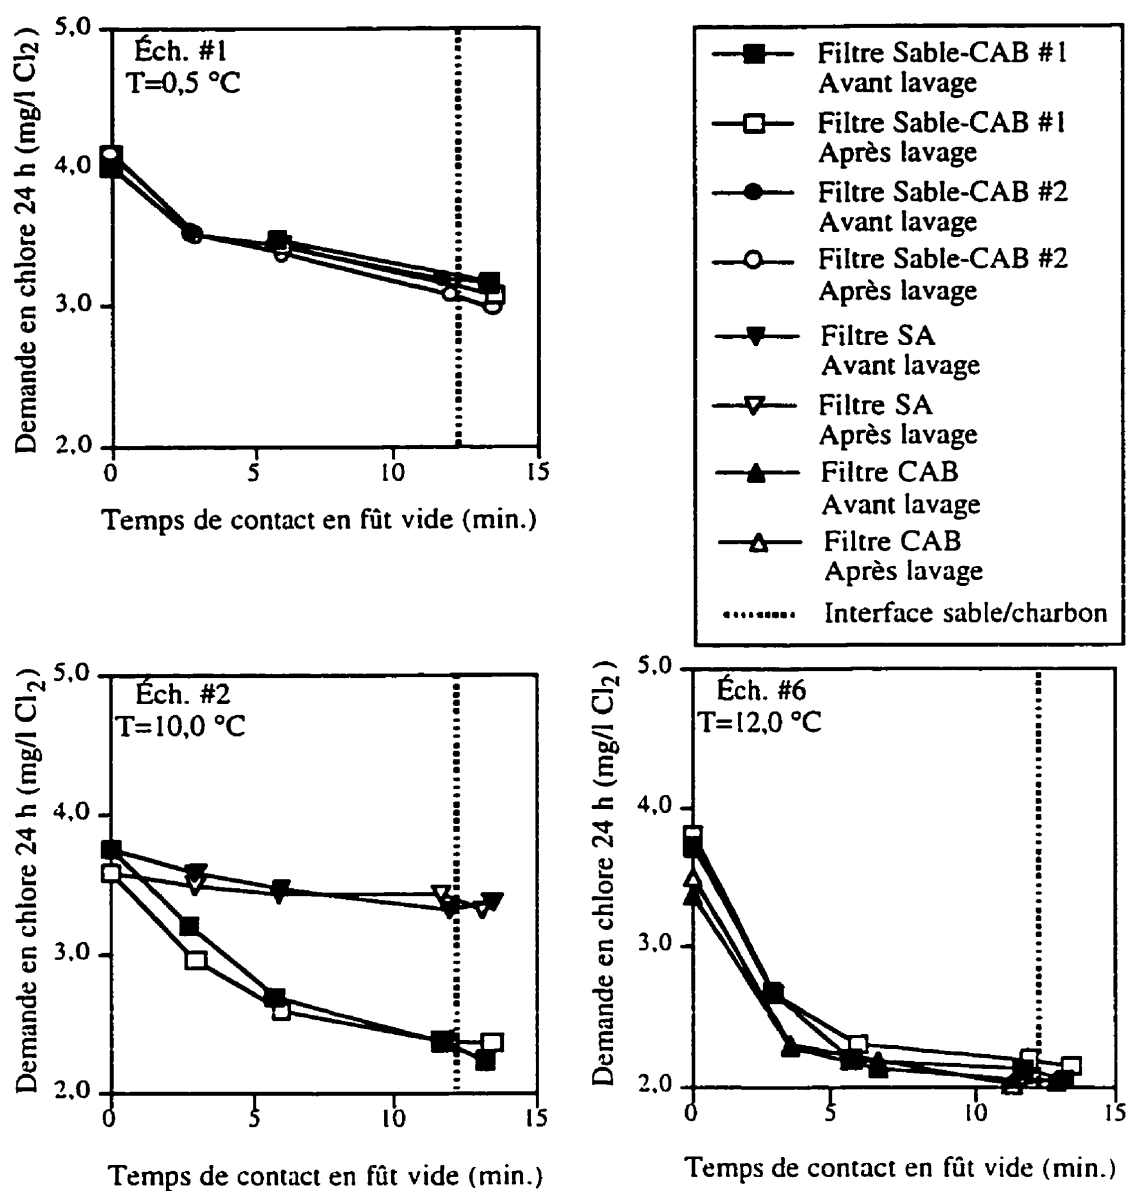 Demande en chlore 24 h (mg/l Cl2)
5,0
4,0
3,0
2,0
Éch. #1
T=0,5 °C
0
5
10
15
Temps de contact en fût vide (min.)
Filtre Sable-CAB #1
Avant lavage
Filtre Sable-CAB #1
Après lavage
Filtre Sable-CAB #2
Avant lavage
Filtre Sable-CAB #2
Après lavage
Filtre SA
Avant lavage
Filtre SA
Après lavage
Filtre CAB
Avant lavage
Filtre CAB
Après lavage
Interface sable/charbon
Demande en chlore 24 h (mg/l Cl2)
5,0
4,0
3,0
2,0
Éch. #2
T=10,0 °C
0
5
10
15
Temps de contact en fût vide (min.)
Demande en chlore 24 h (mg/l Cl2)
5,0
4,0
3,0
2,0
Éch. #6
T=12,0 °C
0
5
10
15
Temps de contact en fût vide (min.)